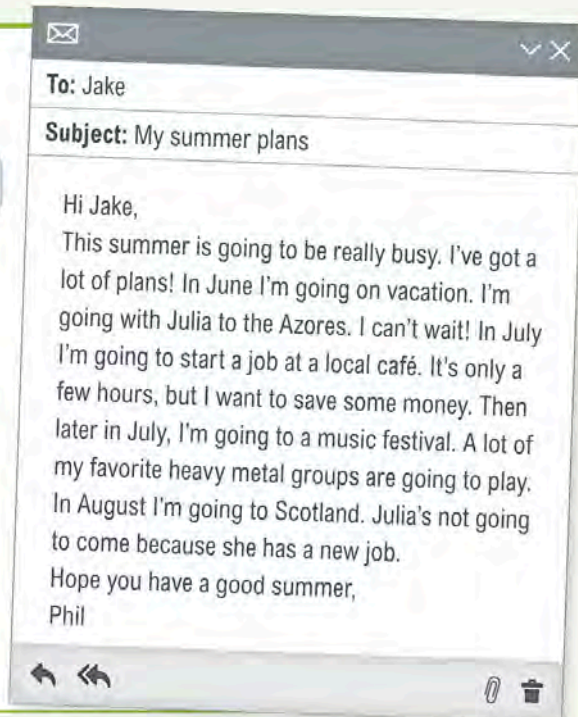 To: Jake
Subject: My summer plans
Hi Jake,
This summer is going to be really busy. I've got a
lot of plans! In June I'm going on vacation. I'm
going with Julia to the Azores. I can't wait! In July
I'm going to start a job at a local café. It's only a
few hours, but I want to save some money. Then
later in July, I'm going to a music festival. A lot of
my favorite heavy metal groups are going to play.
In August I'm going to Scotland. Julia's not going
to come because she has a new job.
Hope you have a good summer,
Phil